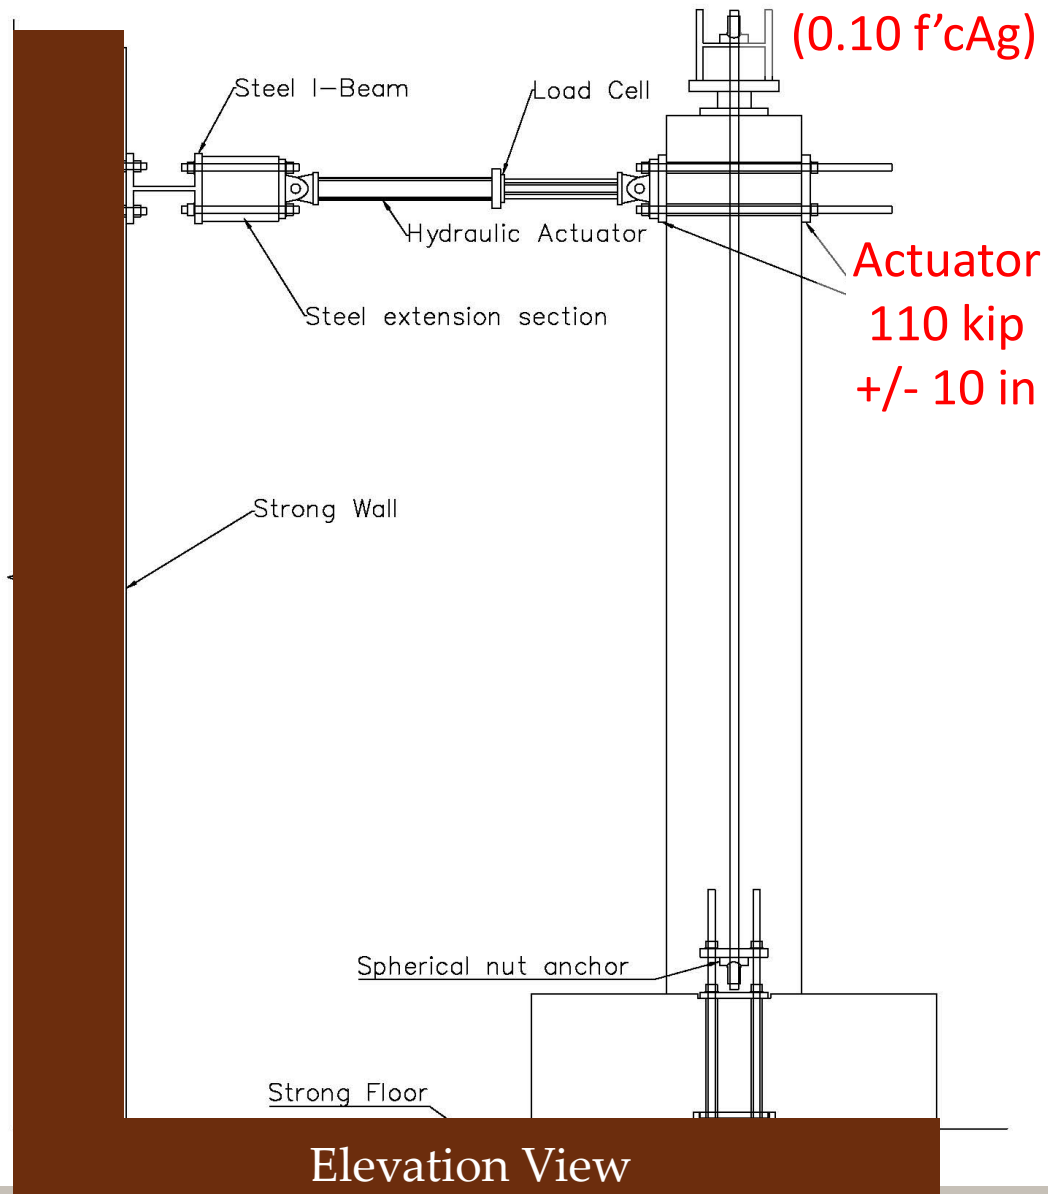 (0.10 f’cAg)
Steel I-Beam
Load Cell
Hydraulic Actuator
Actuator
110 kip
+/- 10 in
Steel extension section
Strong Wall
Spherical nut anchor
Strong Floor
Elevation View